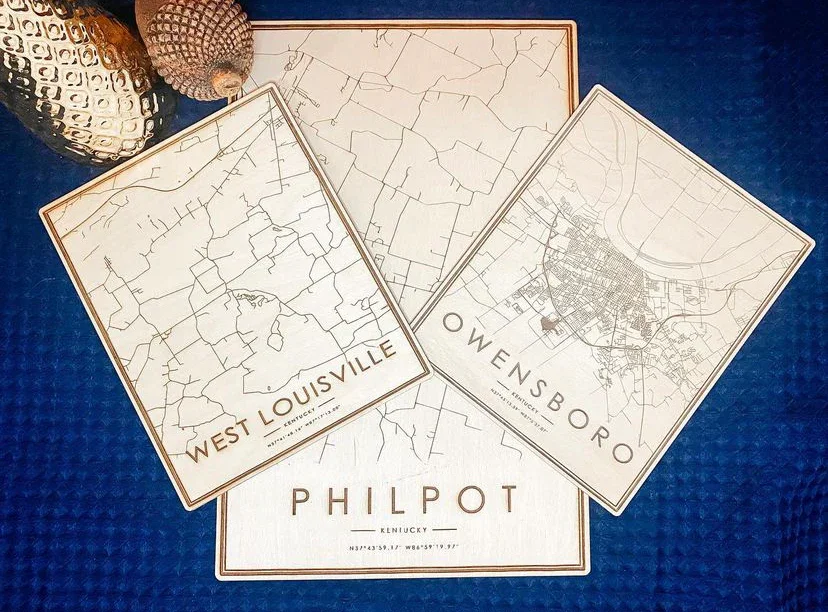 WEST LOUISVILLE
KENTUCKY
OWENSBORO
KENTUCKY
PHILPOT
KENTUCKY
N37°43'59.17" W86°59'19.97"